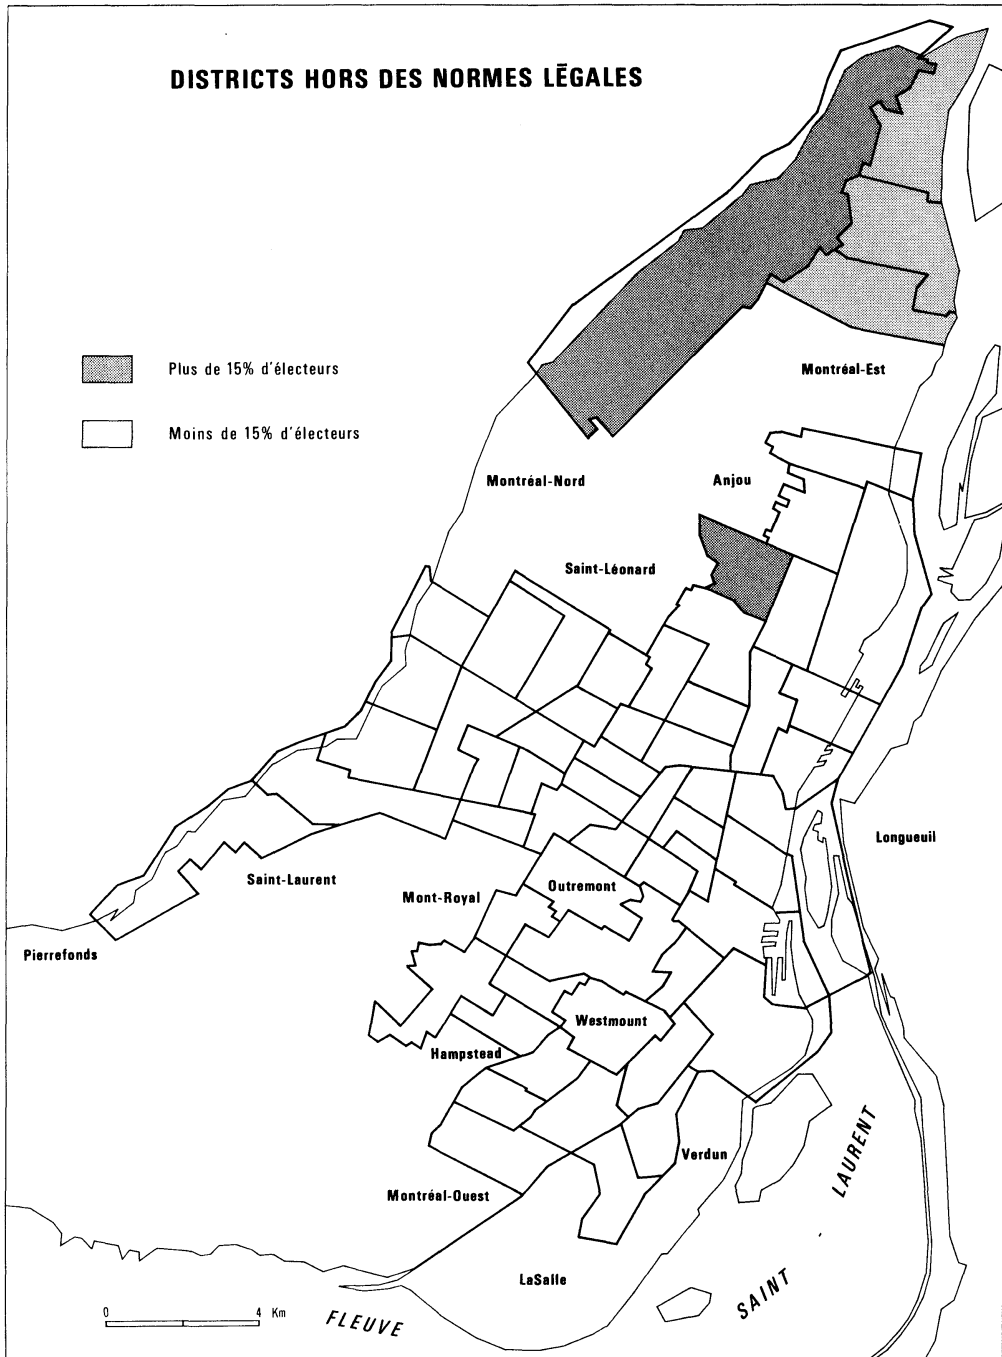 DISTRICTS HORS DES NORMES LĒGALES
Plus de 15% d'électeurs
Moins de 15% d'électeurs
Montréal-Est
Montréal-Nord
Anjou
Saint-Léonard
Longueuil
Saint-Laurent
Mont-Royal
Outremont
Pierrefonds
Westmount
Hampstead
Verdun
Montréal-Ouest
LaSalle
FLEUVE SAINT LAURENT
0 4 Km